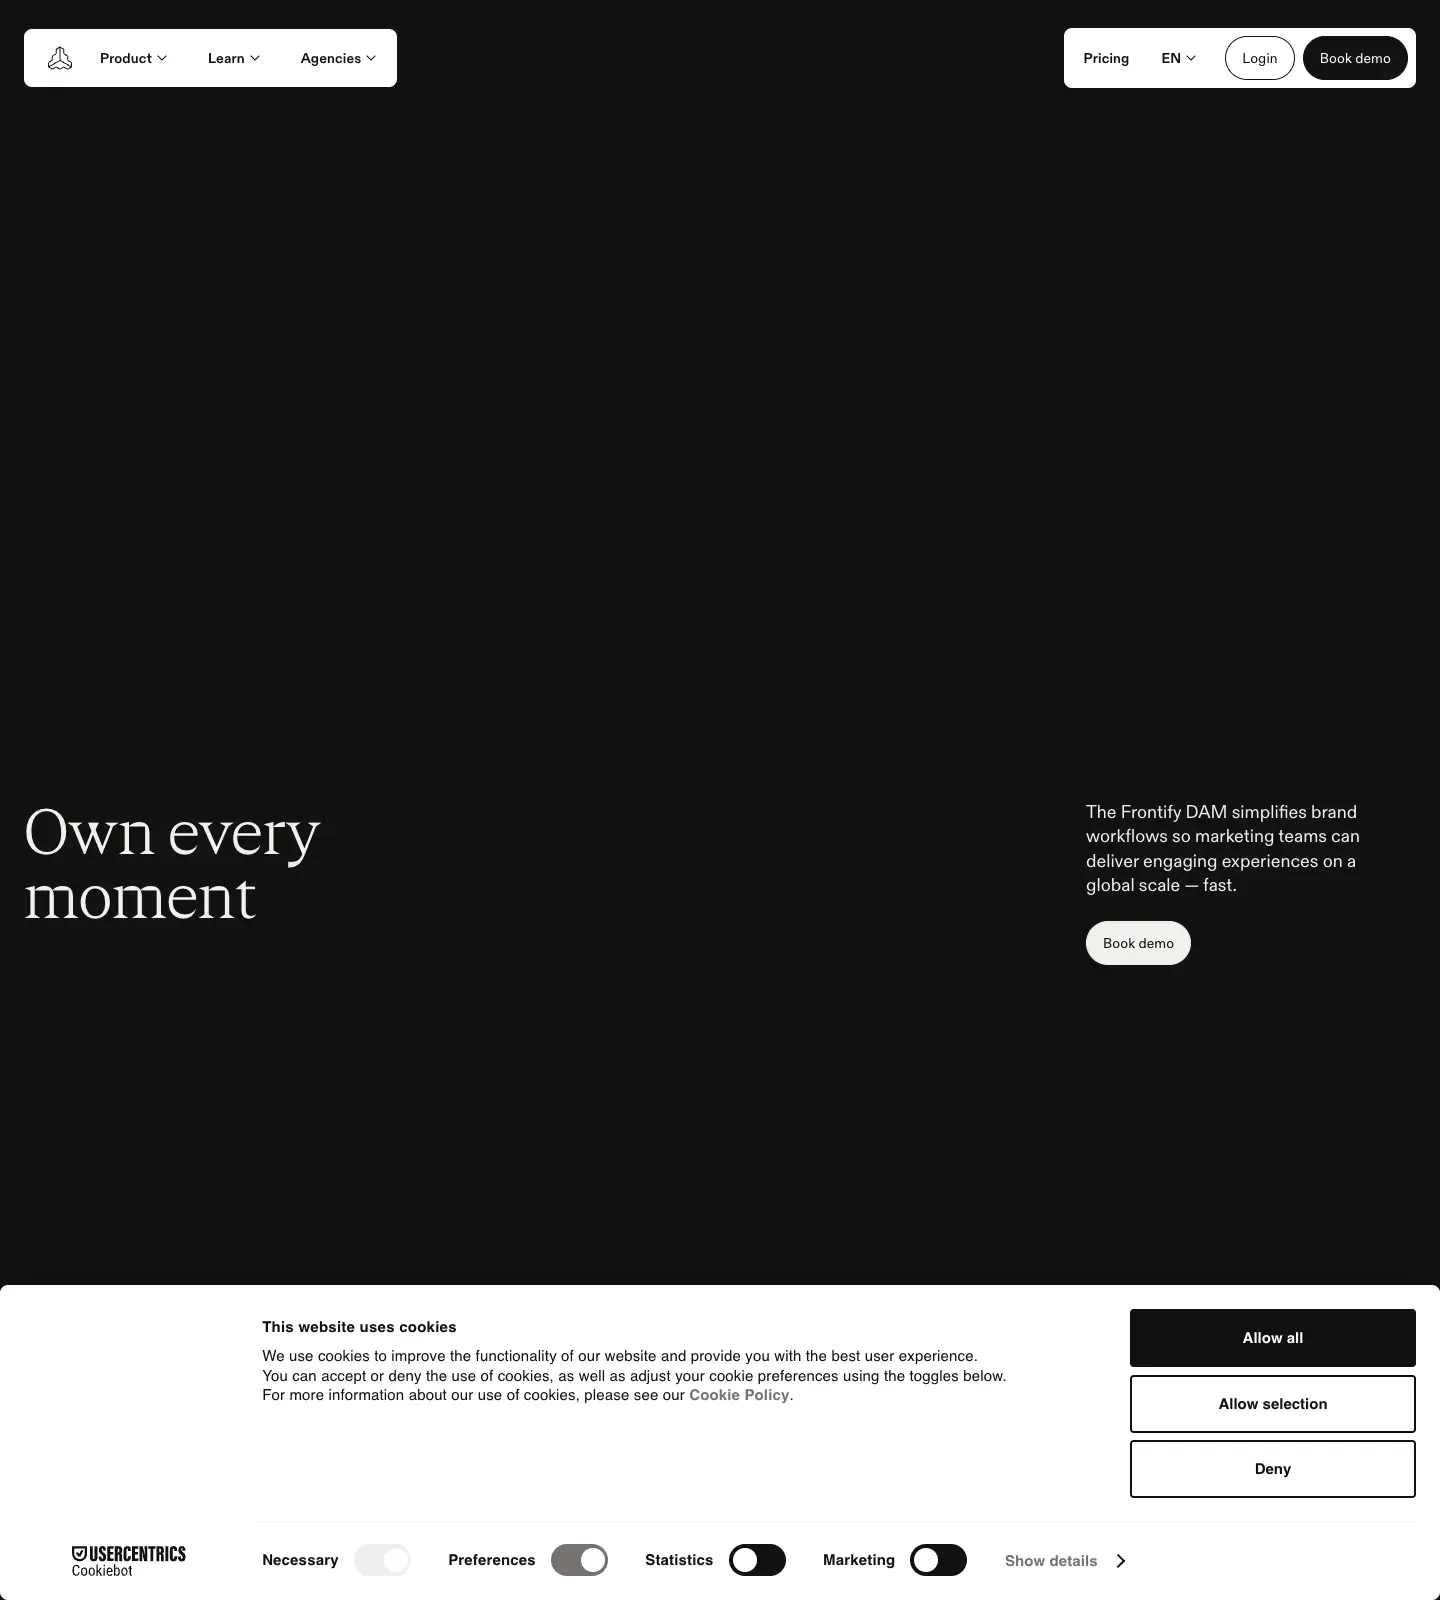 Product
Learn
Agencies
Pricing
EN
Login
Book demo
Own every
moment
The Frontify DAM simplifies brand
workflows so marketing teams can
deliver engaging experiences on a
global scale — fast.
Book demo
This website uses cookies
We use cookies to improve the functionality of our website and provide you with the best user experience.
You can accept or deny the use of cookies, as well as adjust your cookie preferences using the toggles below.
For more information about our use of cookies, please see our Cookie Policy.
Allow all
Allow selection
Deny
USERCENTRICS
Cookiebot
Necessary
Preferences
Statistics
Marketing
Show details